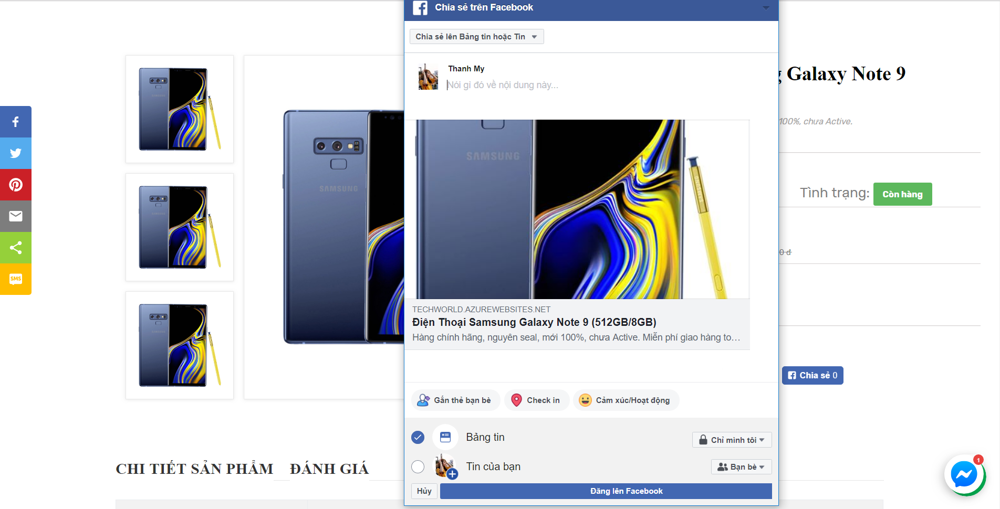 Chia sẻ trên Facebook
Chia sẻ lên Bảng tin hoặc Tin
Thanh My
Nói gì đó về nội dung này...
Galaxy Note 9
100%, chưa Active.
SAMSUNG
SAMSUNG
Tình trạng: Còn hàng
0 đ
TECHWORLD.AZUREWEBSITES.NET
Điện Thoại Samsung Galaxy Note 9 (512GB/8GB)
Hàng chính hãng, nguyên seal, mới 100%, chưa Active. Miễn phí giao hàng to...
SMS
Chia sẻ 0
Gắn thẻ bạn bè
Check in
Cảm xúc/Hoạt động
Bảng tin
Chỉ mình tôi
Tin của bạn
Bạn bè
CHI TIẾT SẢN PHẨM
ĐÁNH GIÁ
1
Hủy
Đăng lên Facebook